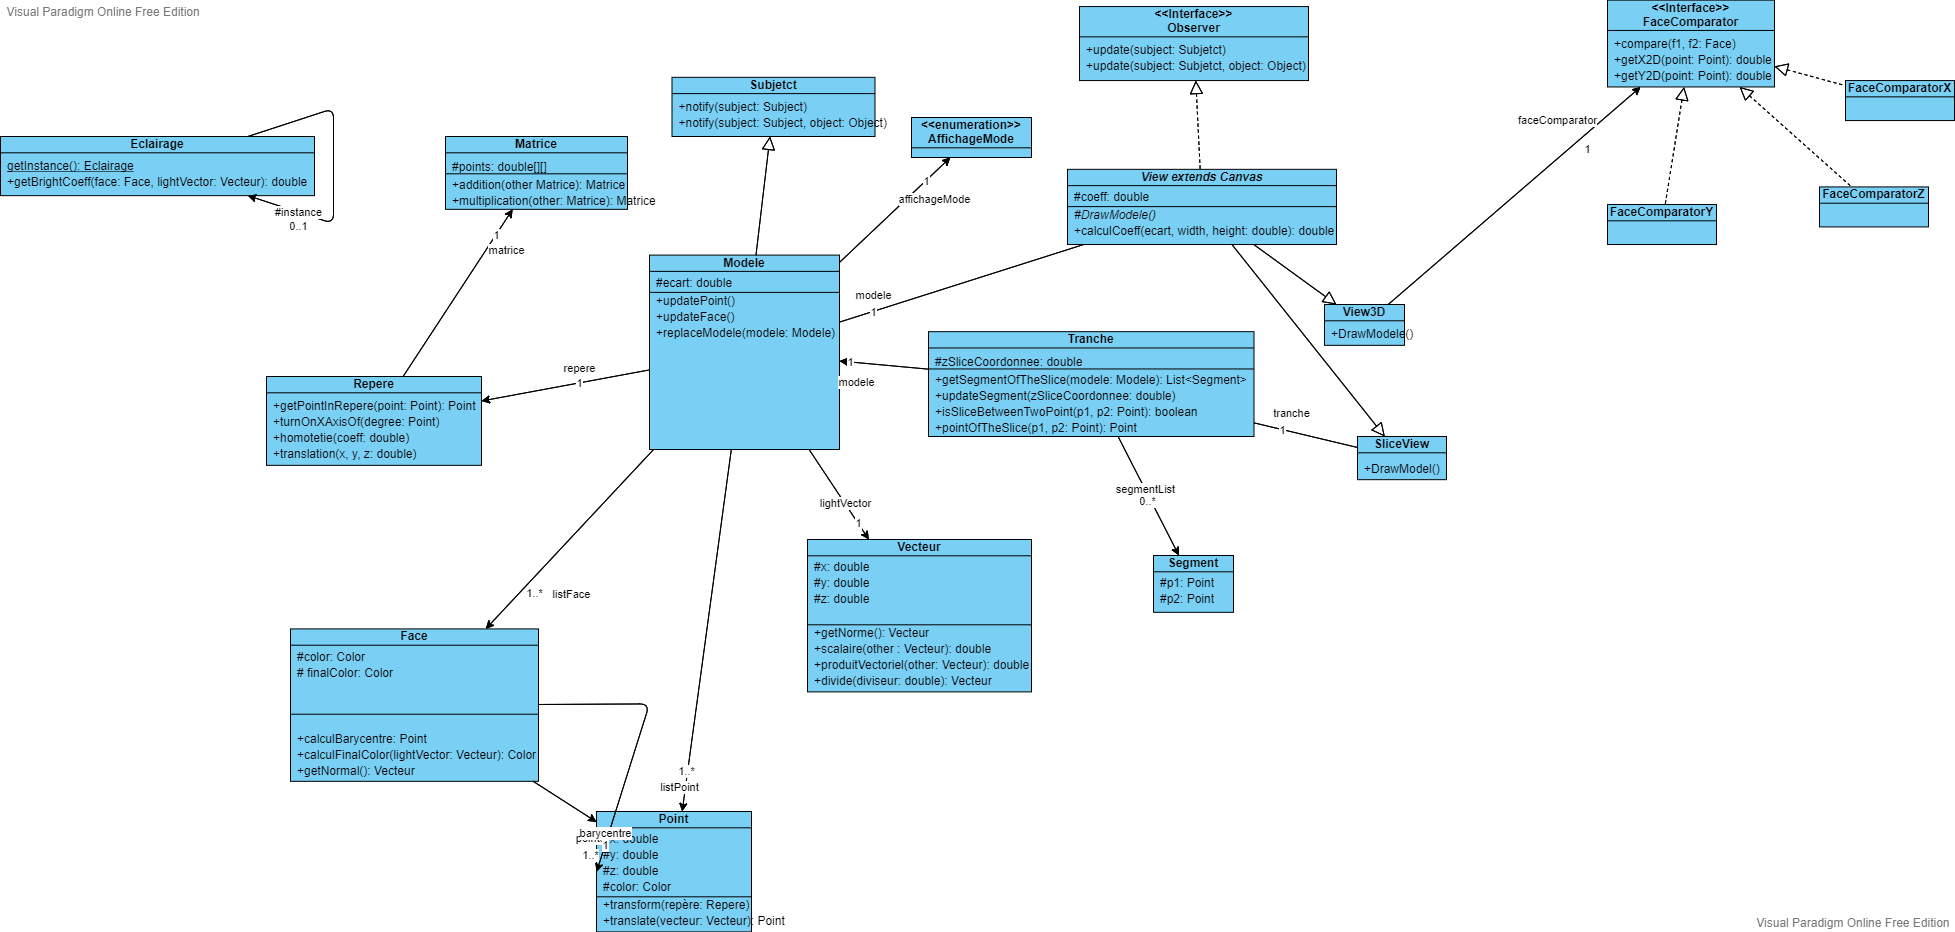 Visual Paradigm Online Free Edition
<<Interface>>
Observer
+update(subject: Subjetct)
+update(subject: Subjetct, object: Object)
<<Interface>>
FaceComparator
+compare(f1, f2: Face)
+getX2D(point: Point): double
+getY2D(point: Point): double
FaceComparatorX
FaceComparatorY
FaceComparatorZ
faceComparator
1
Subjetct
+notify(subject: Subject)
+notify(subject: Subject, object: Object)
<<enumeration>>
AffichageMode
1
affichageMode
Eclairage
getInstance(): Eclairage
+getBrightCoeff(face: Face, lightVector: Vecteur): double
#instance
0..1
Matrice
#points: double[][]
+addition(other Matrice): Matrice
+multiplication(other: Matrice): Matrice
1
matrice
View extends Canvas
#coeff: double
#DrawModele()
+calculCoeff(ecart, width, height: double): double
Modele
#ecart: double
+updatePoint()
+updateFace()
+replaceModele(modele: Modele)
modele
1
View3D
+DrawModele()
Tranche
#zSliceCoordonnee: double
+getSegmentOfTheSlice(modele: Modele): List<Segment>
+updateSegment(zSliceCoordonnee: double)
+isSliceBetweenTwoPoint(p1, p2: Point): boolean
+pointOfTheSlice(p1, p2: Point): Point
1
modele
tranche
1
SliceView
+DrawModel()
Repere
+getPointInRepere(point: Point): Point
+turnOnXAxisOf(degree: Point)
+homotetie(coeff: double)
+translation(x, y, z: double)
repere
1
segmentList
0..*
Segment
#p1: Point
#p2: Point
lightVector
1
Vecteur
#x: double
#y: double
#z: double
+getNorme(): Vecteur
+scalaire(other : Vecteur): double
+produitVectoriel(other: Vecteur): double
+divide(diviseur: double): Vecteur
1..* listFace
Face
#color: Color
# finalColor: Color
+calculBarycentre: Point
+calculFinalColor(lightVector: Vecteur): Color
+getNormal(): Vecteur
1..*
listPoint
Point
barycentre
1
1..*
double
#y: double
#z: double
#color: Color
+transform(repère: Repere)
+translate(vecteur: Vecteur): Point
Visual Paradigm Online Free Edition